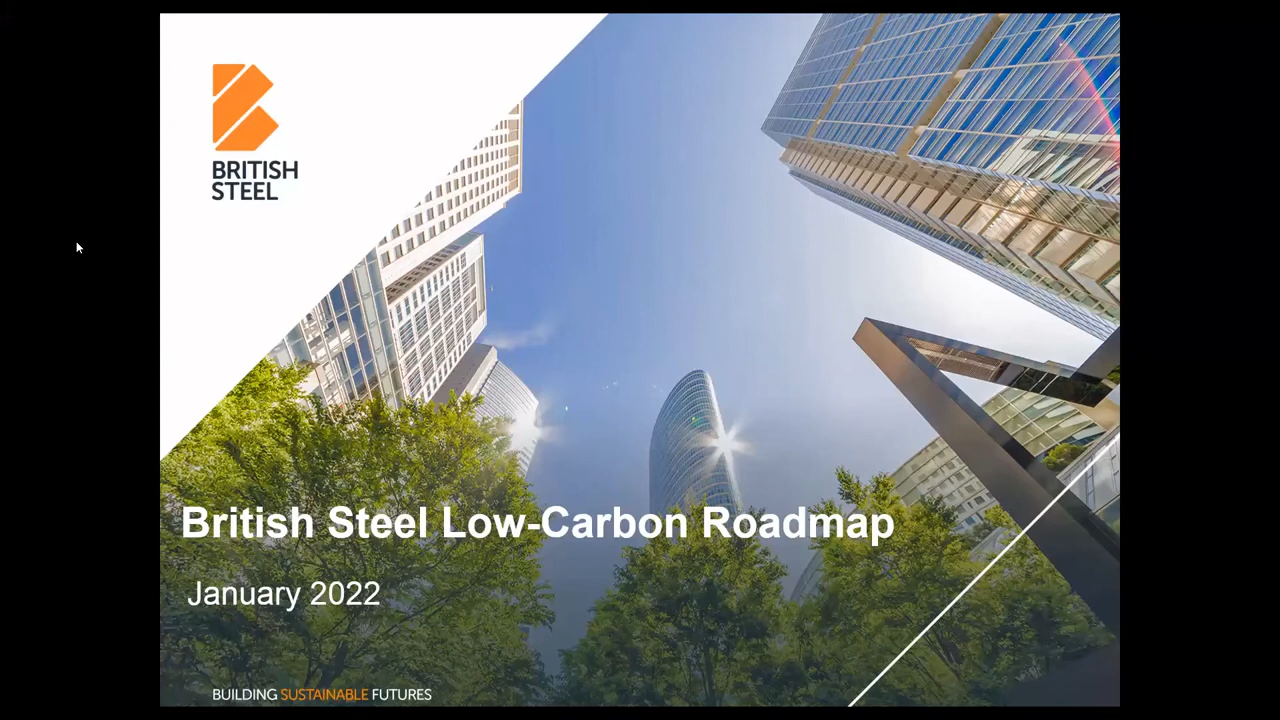 BRITISH
STEEL
British Steel Low-Carbon Roadmap
January 2022
BUILDING SUSTAINABLE FUTURES